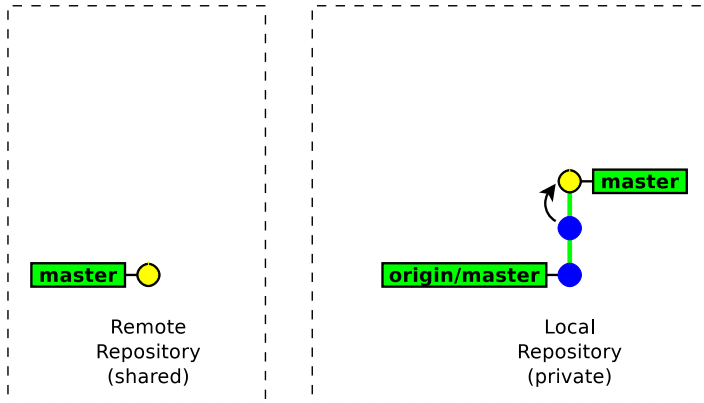 master
origin/master
master
Remote
Repository
(shared)
Local
Repository
(private)